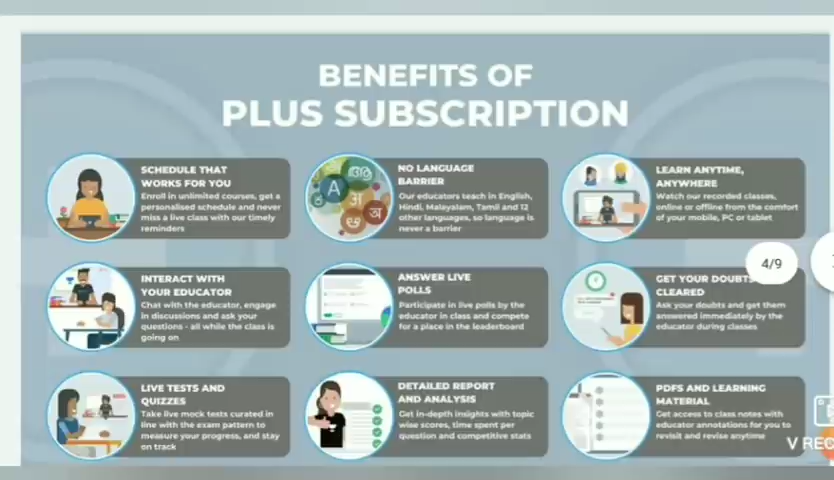 BENEFITS OF
PLUS SUBSCRIPTION
SCHEDULE THAT
WORKS FOR YOU
Enroll in unlimited courses, get a
personalised schedule and never
miss a live class with our timely
reminders
NO LANGUAGE
BARRIER
Our educators teach in English,
Hindi, Malayalam, Tamil and 12
other languages, so language is
never a barrier
LEARN ANYTIME,
ANYWHERE
Watch our recorded classes,
online or offline from the comfort
of your mobile, PC or tablet
INTERACT WITH
YOUR EDUCATOR
Chat with the educator, engage
in discussions and ask your
questions - all while the class is
going on
ANSWER LIVE
POLLS
Participate in live polls by the
educator in class and compete
for a place in the leaderboard
GET YOUR DOUBTS
CLEARED
Ask your doubts and get them
answered immediately by the
educator during classes
4/9
LIVE TESTS AND
QUIZZES
Take live mock tests curated in
line with the exam pattern to
measure your progress, and stay
on track
DETAILED REPORT
AND ANALYSIS
Get in-depth insights with topic
wise scores, time spent per
question and competitive stats
PDFS AND LEARNING
MATERIAL
Get access to class notes with
educator annotations for you to
revisit and revise anytime
V REC
A
अ